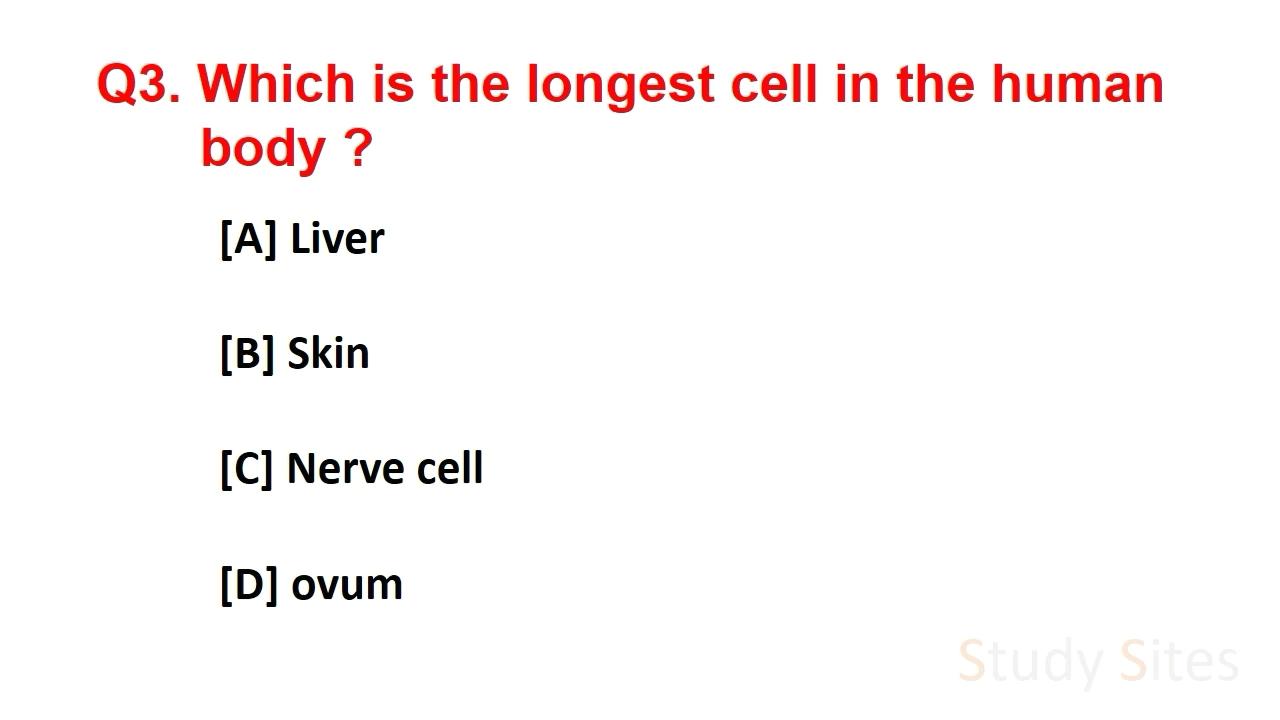 Q3. Which is the longest cell in the human
body ?
[A] Liver
[B] Skin
[C] Nerve cell
[D] ovum
Study Sites